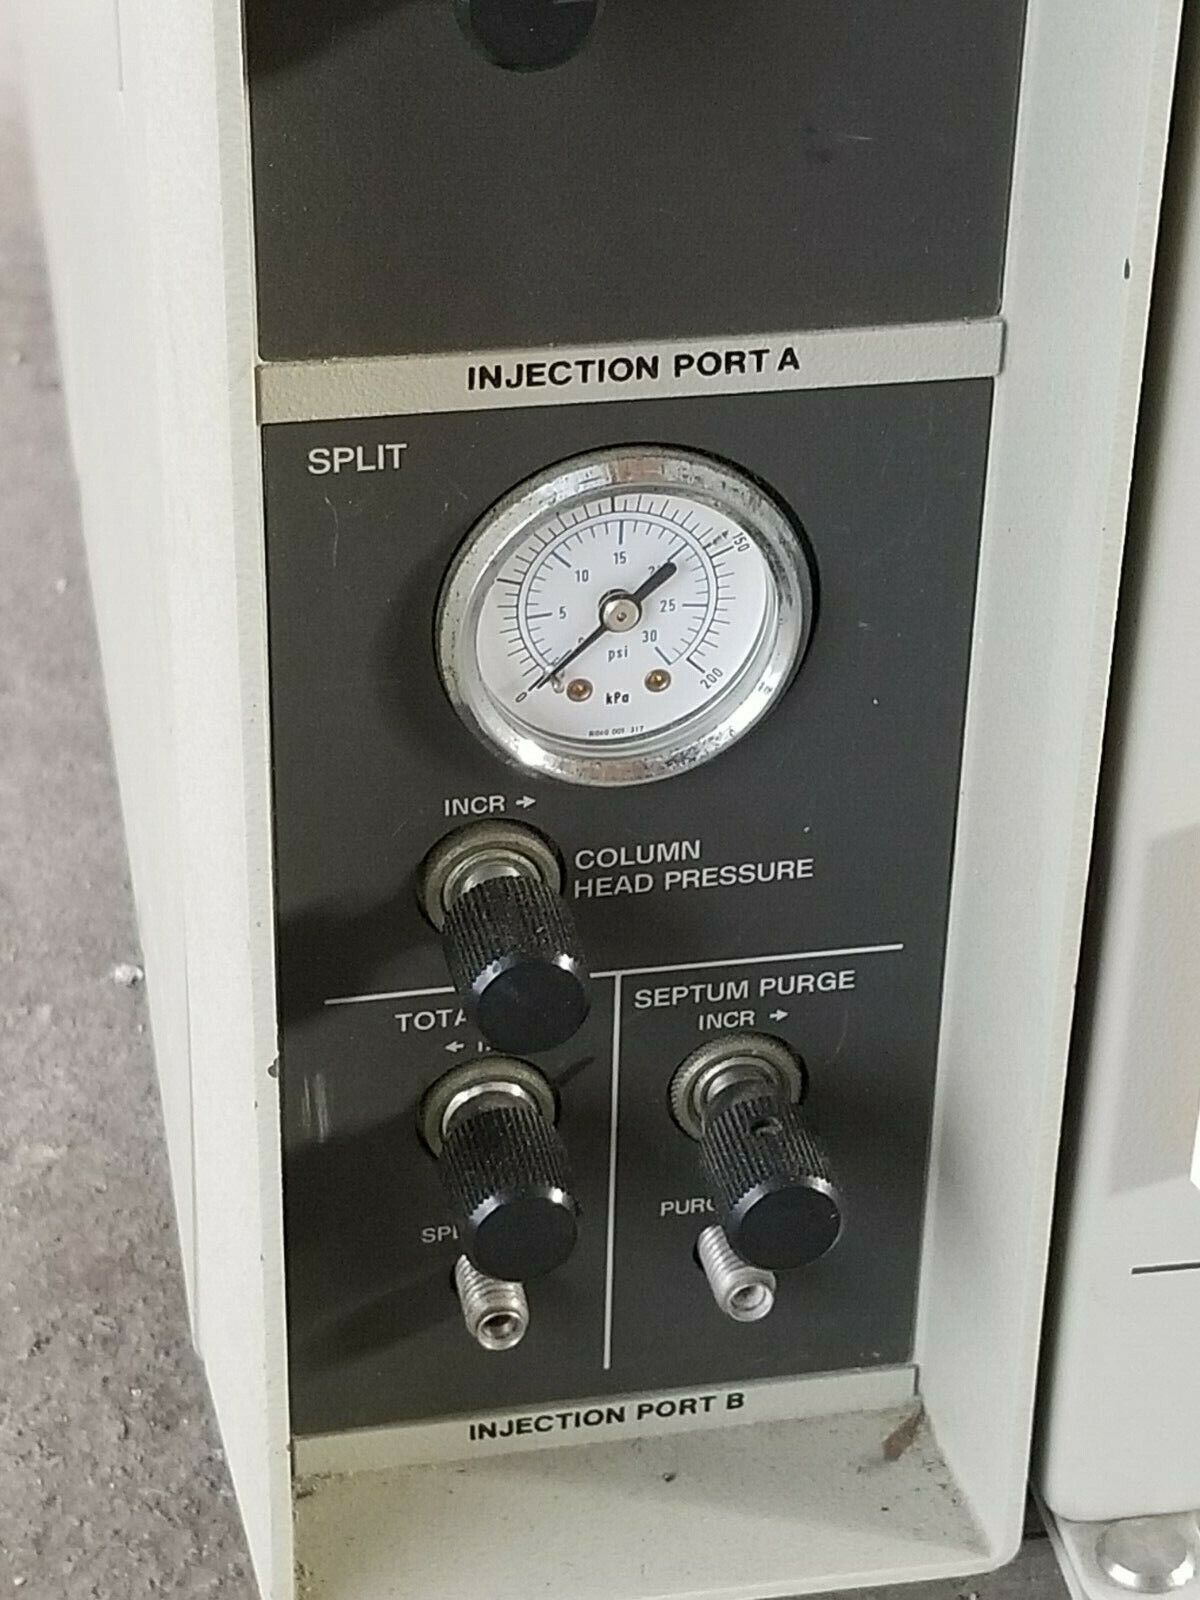 INJECTION PORT A
SPLIT
150
15
10
5
25
30
psi
0
200
kPa
INCR →
COLUMN
HEAD PRESSURE
SEPTUM PURGE
INCR →
INJECTION PORT B